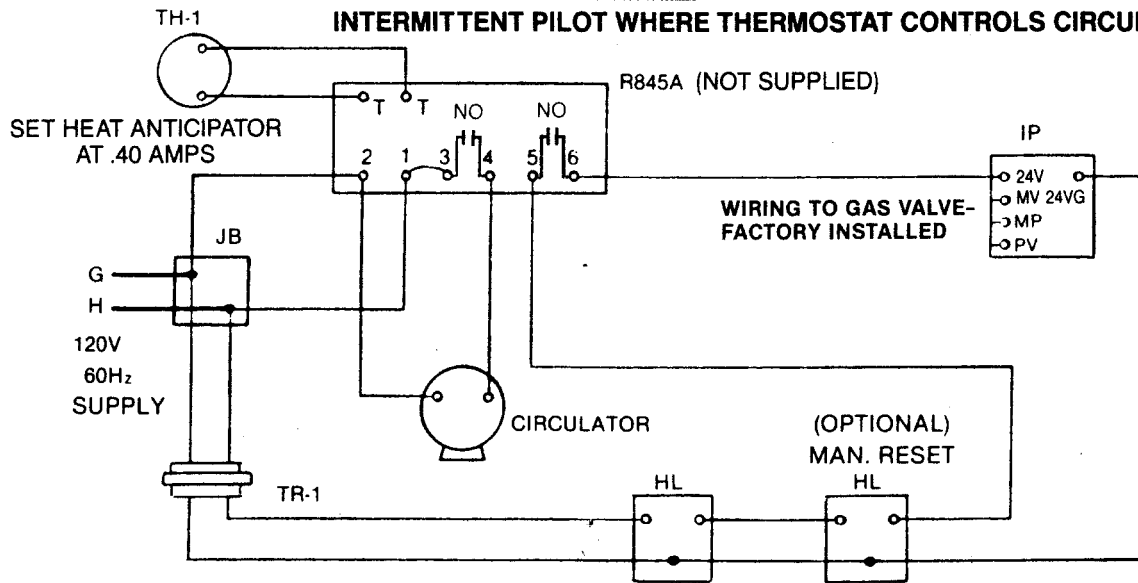 TH-1
INTERMITTENT PILOT WHERE THERMOSTAT CONTROLS
R845A (NOT SUPPLIED)
T T NO NO
SET HEAT ANTICIPATOR
AT .40 AMPS
2 1 3 4 5 6
IP
24V
MV 24VG
MP
PV
WIRING TO GAS VALVE-
FACTORY INSTALLED
JB
G
H
120V
60Hz
SUPPLY
CIRCULATOR
(OPTIONAL)
MAN. RESET
HL HL
TR-1